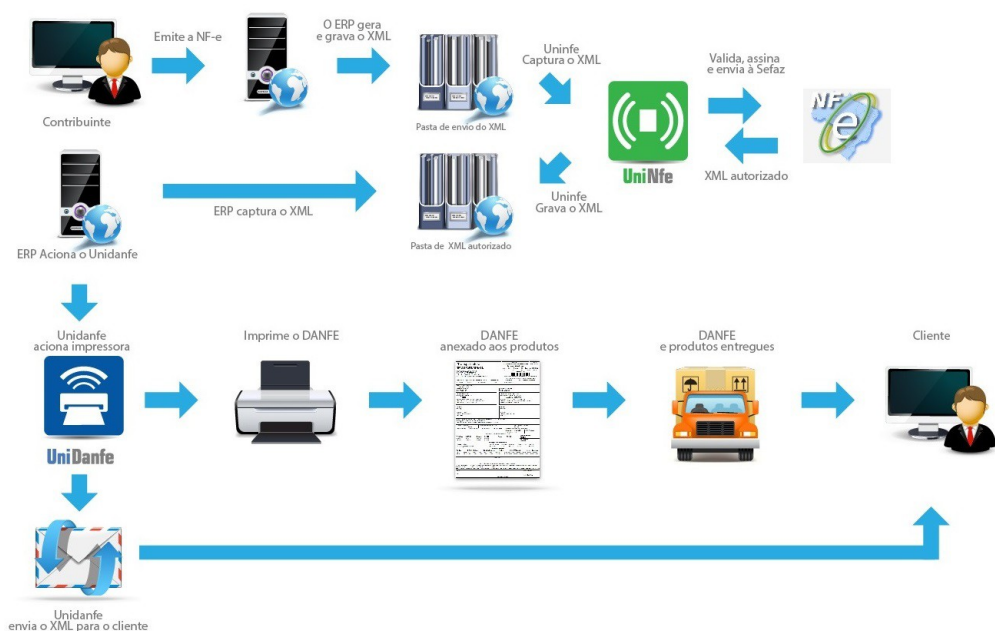 Emite a NF-e
O ERP gera
e grava o XML
Uninfe
Captura o XML
Valida, assina
e envia à Sefaz
NF
e
Contribuinte
Pasta de envio do XML
UniNfe
XML autorizado
ERP captura o XML
Uninfe
Grava o XML
ERP Aciona o Unidanfe
Pasta de XML autorizado
Unidanfe
aciona impressora
Imprime o DANFE
DANFE
anexado aos produtos
DANFE
e produtos entregues
Cliente
UniDanfe
Unidanfe
envia o XML para o cliente